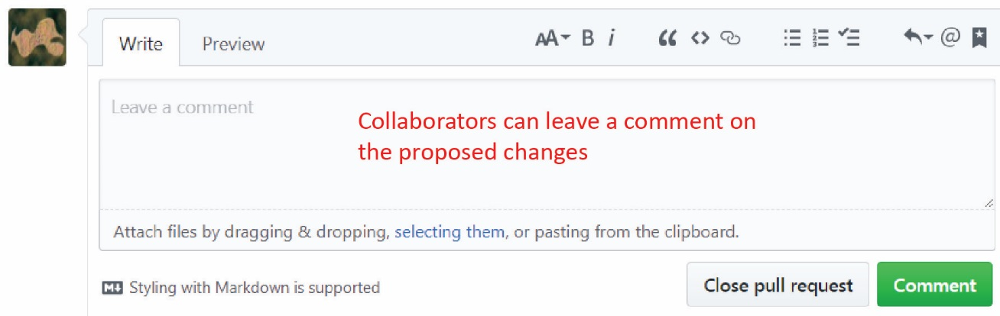 Write Preview AA B i
Leave a comment
Collaborators can leave a comment on
the proposed changes
Attach files by dragging & dropping, selecting them, or pasting from the clipboard.
M Styling with Markdown is supported
Close pull request Comment